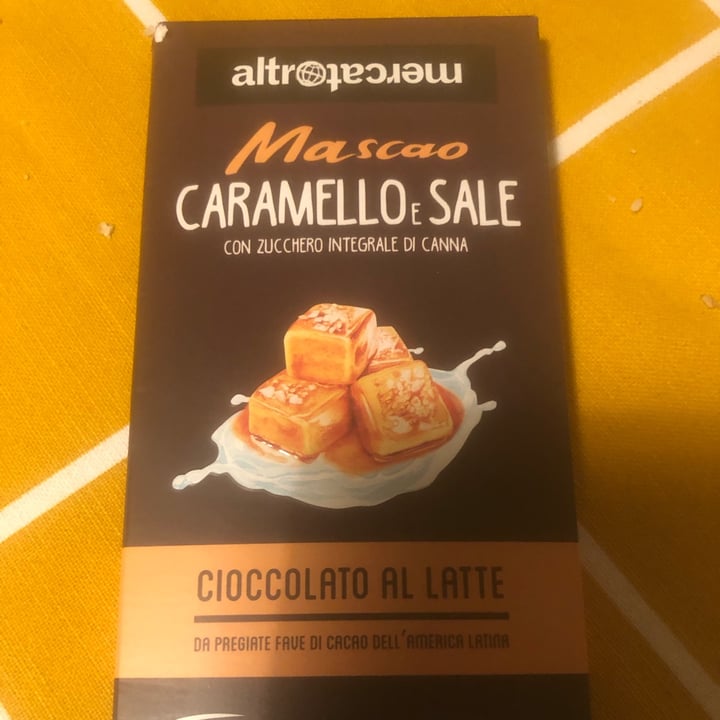 altromercato
Mascao
CARAMELLO E SALE
CON ZUCCHERO INTEGRALE DI CANNA
CIOCCOLATO AL LATTE
DA PREGIATE FAVE DI CACAO DELL'AMERICA LATINA